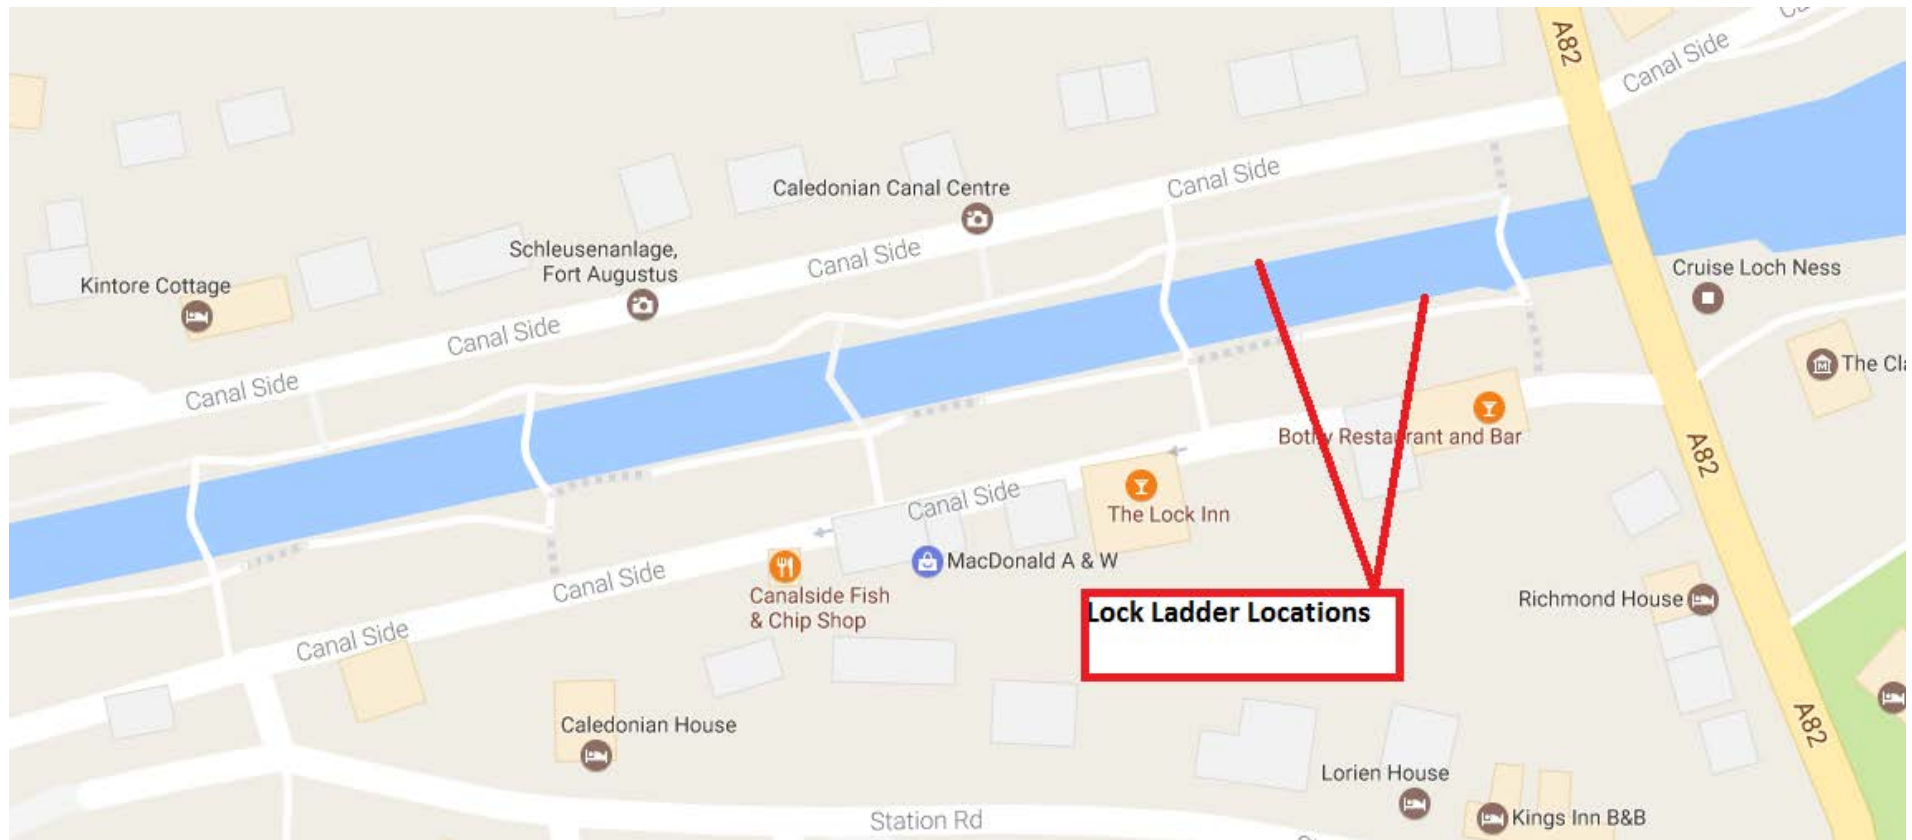 A82
Canal Side
Canal Side
Caledonian Canal Centre
Schleusenanlage,
Fort Augustus
Canal Side
Kintore Cottage
Cruise Loch Ness
Canal Side
Canal Side
The Cla
Bothy Restaurant and Bar
A82
Canal Side
The Lock Inn
MacDonald A & W
Canal Side
Canalside Fish
& Chip Shop
Richmond House
Lock Ladder Locations
Canal Side
Caledonian House
A82
Lorien House
Station Rd
Kings Inn B&B